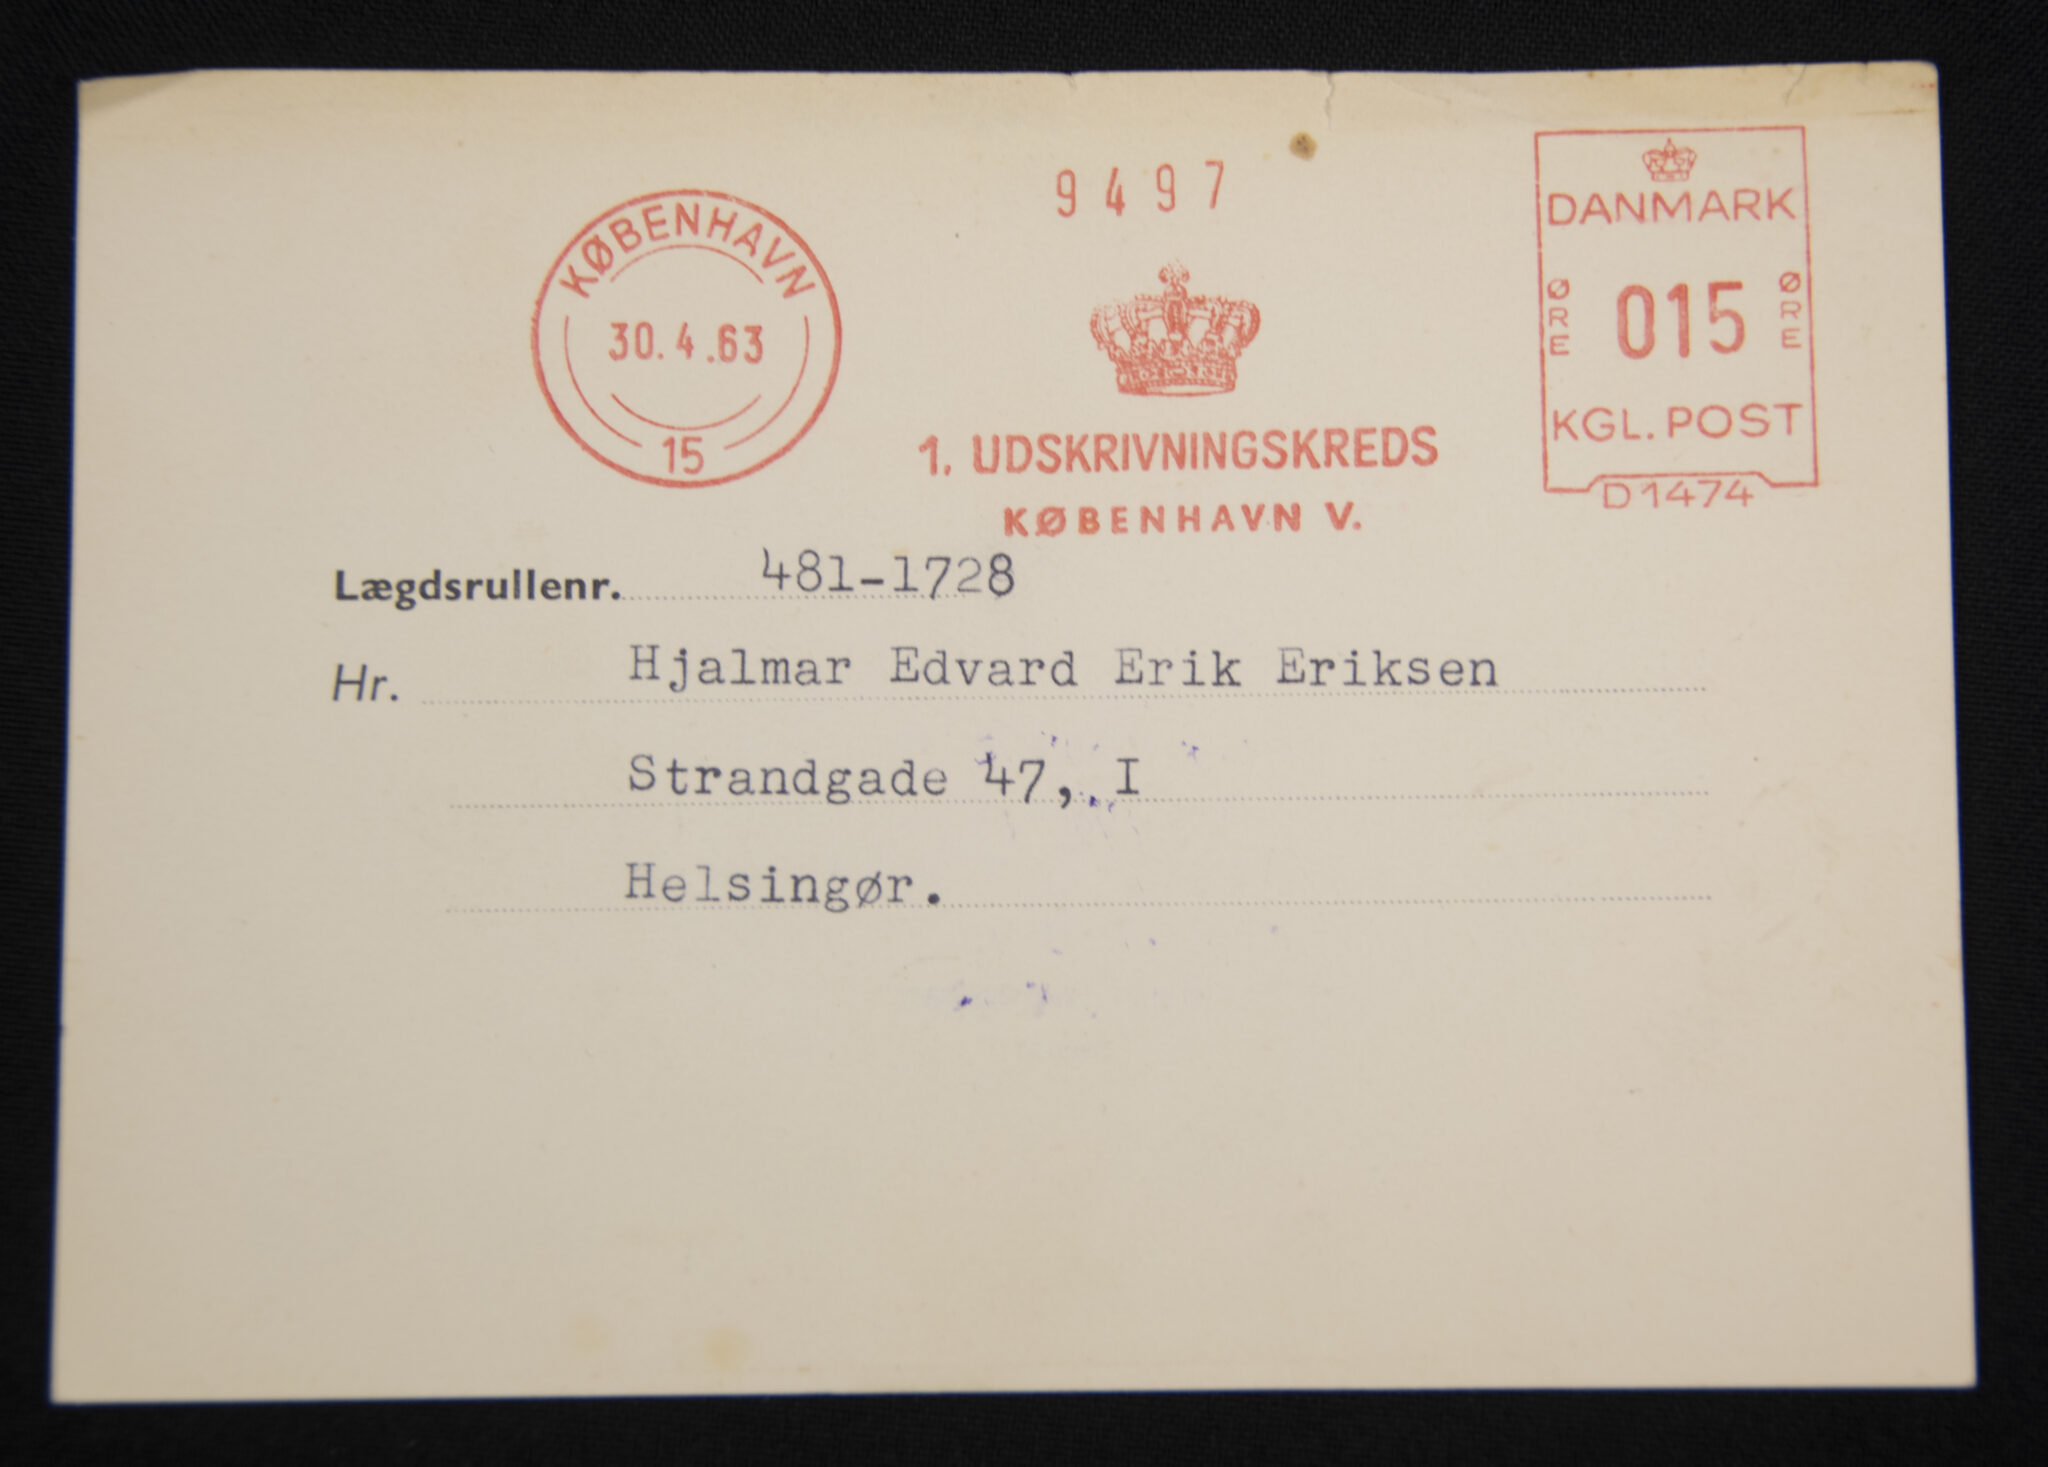 9497
KØBENHAVN
30.4.63
15
1. UDSKRIVNINGSKREDS
KØBENHAVN V.
DANMARK
ØRE 015 ØRE
KGL. POST
D1474
Lægdsrullenr. 481-1728
Hr. Hjalmar Edvard Erik Eriksen
Strandgade 47, I
Helsingør.